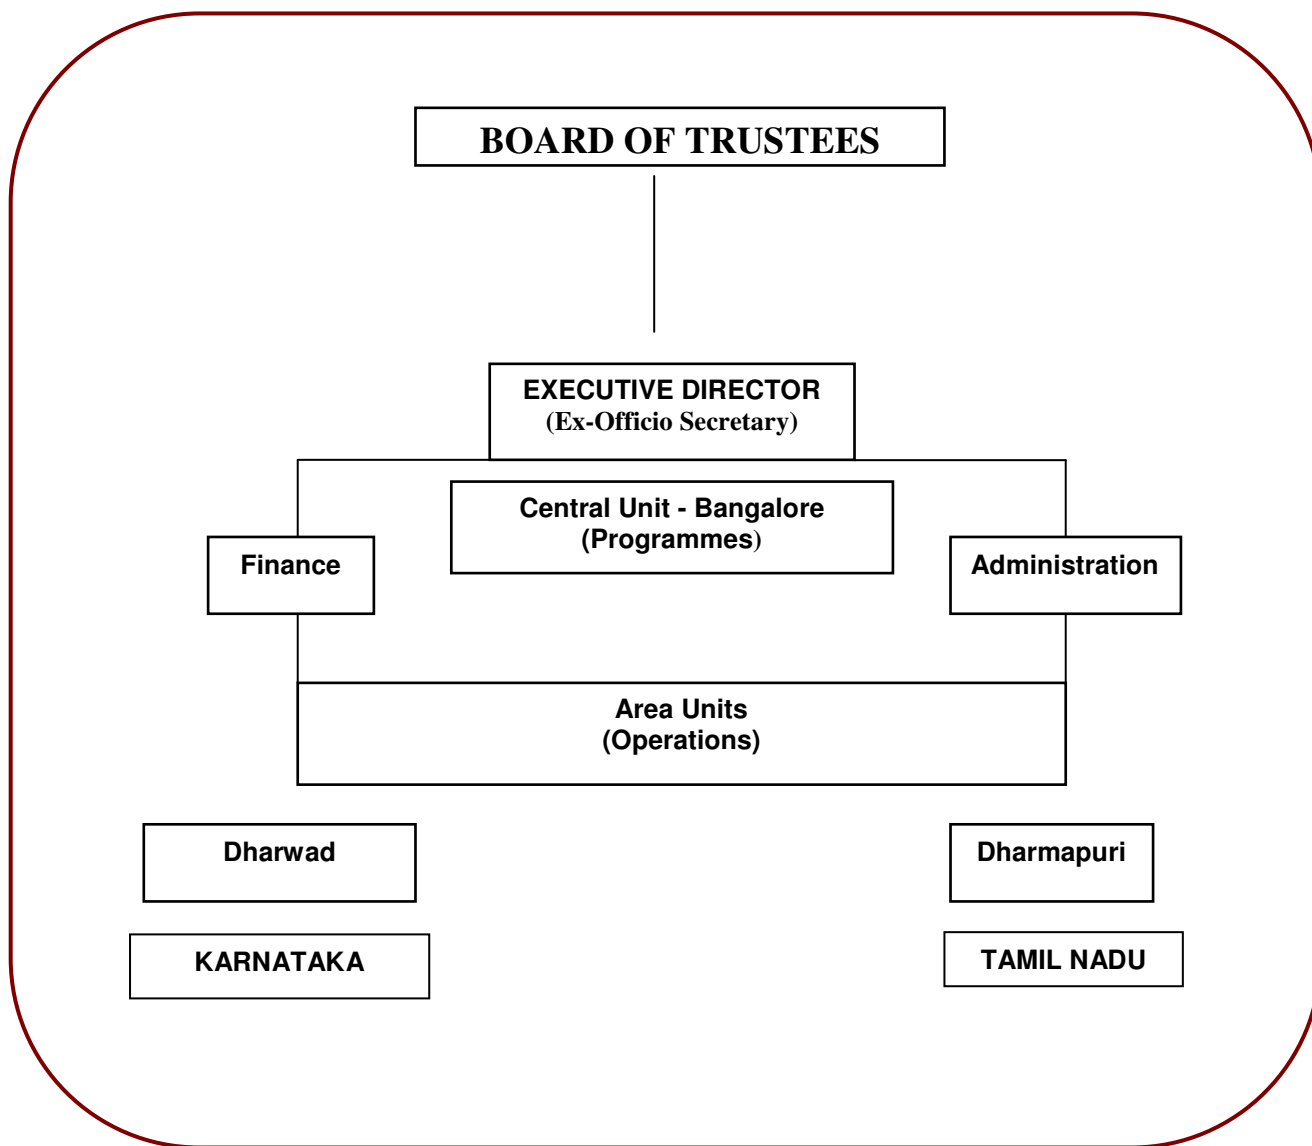 BOARD OF TRUSTEES
EXECUTIVE DIRECTOR
(Ex-Officio Secretary)
Central Unit - Bangalore
(Programmes)
Finance
Administration
Area Units
(Operations)
Dharwad
Dharmapuri
KARNATAKA
TAMIL NADU